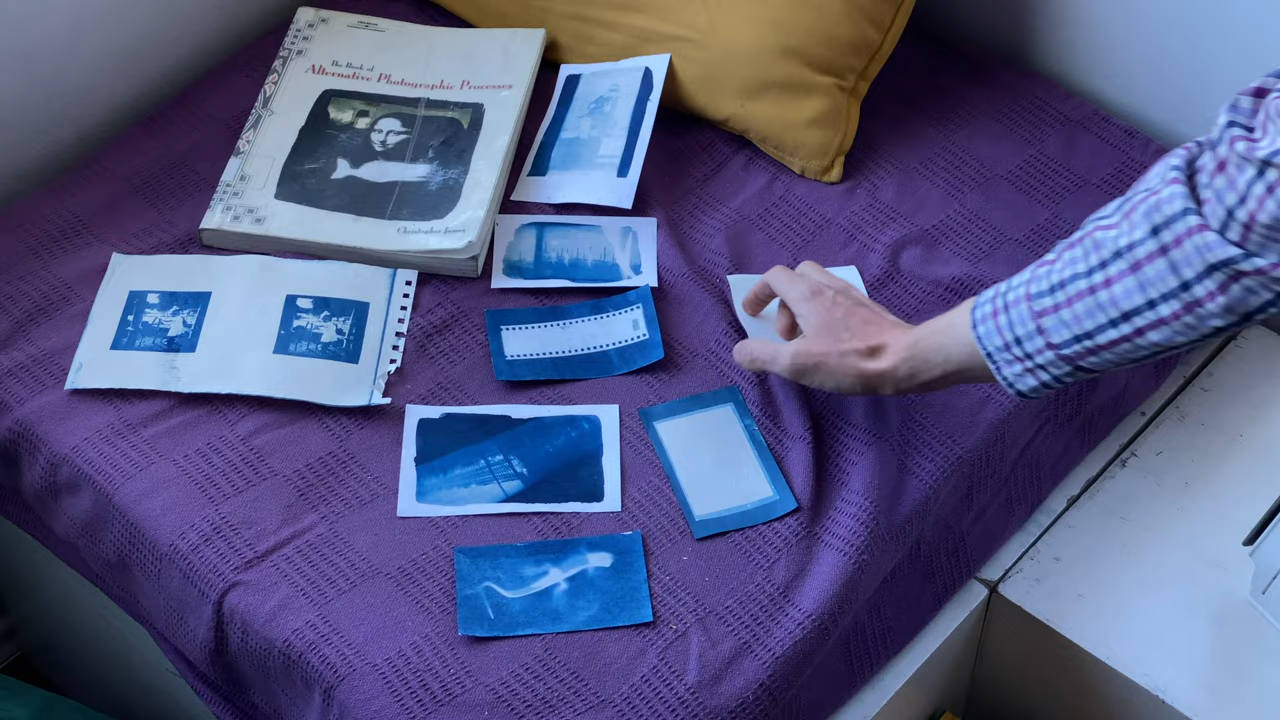 The Book of
Alternative Photographic Processes
Christopher James